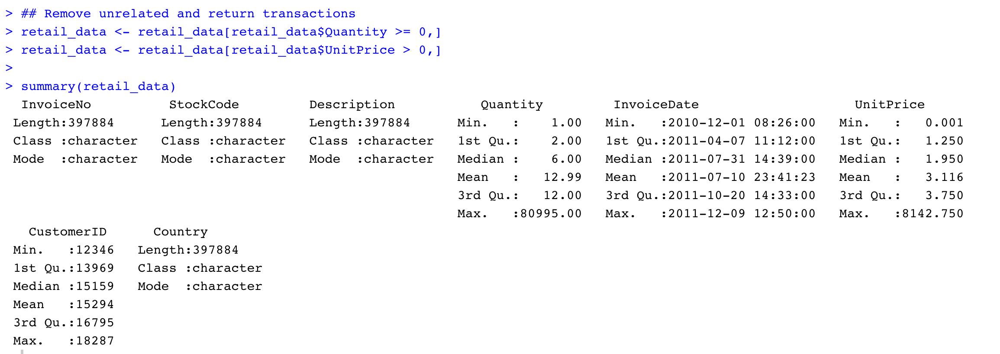 > ## Remove unrelated and return transactions
> retail_data <- retail_data[retail_data$Quantity >= 0,]
> retail_data <- retail_data[retail_data$UnitPrice > 0,]
>
> summary(retail_data)
  InvoiceNo          StockCode         Description           Quantity         InvoiceDate                    UnitPrice
 Length:397884      Length:397884      Length:397884      Min.   :    1.00   Min.   :2010-12-01 08:26:00   Min.   :   0.001
 Class :character   Class :character   Class :character   1st Qu.:    2.00   1st Qu.:2011-04-07 11:12:00   1st Qu.:   1.250
 Mode  :character   Mode  :character   Mode  :character   Median :    6.00   Median :2011-07-31 14:39:00   Median :   1.950
                                                          Mean   :   12.99   Mean   :2011-07-10 23:41:23   Mean   :   3.116
                                                          3rd Qu.:   12.00   3rd Qu.:2011-10-20 14:33:00   3rd Qu.:   3.750
                                                          Max.   :80995.00   Max.   :2011-12-09 12:50:00   Max.   :8142.750
   CustomerID      Country
 Min.   :12346   Length:397884
 1st Qu.:13969   Class :character
 Median :15159   Mode  :character
 Mean   :15294
 3rd Qu.:16795
 Max.   :18287